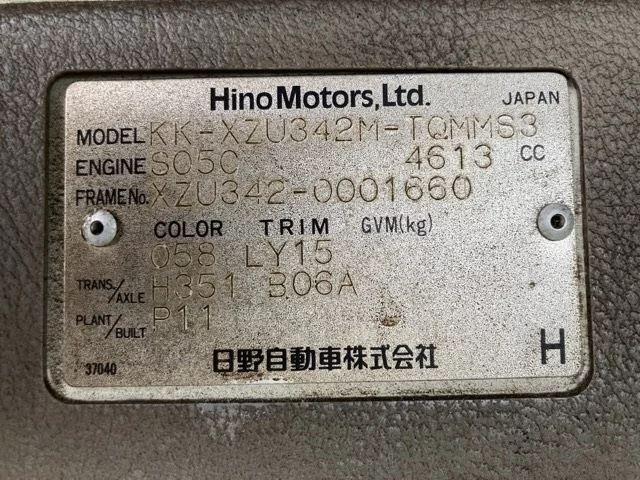 Hino Motors, Ltd. JAPAN
MODEL KK-XZU342M-TQMMS3
ENGINE S05C 4613 CC
FRAME No. XZU342-0001660
COLOR TRIM GVM(kg)
058 LY15
TRANS./AXLE H351 B06A
PLANT/BUILT P11
37040 日野自動車株式会社 H